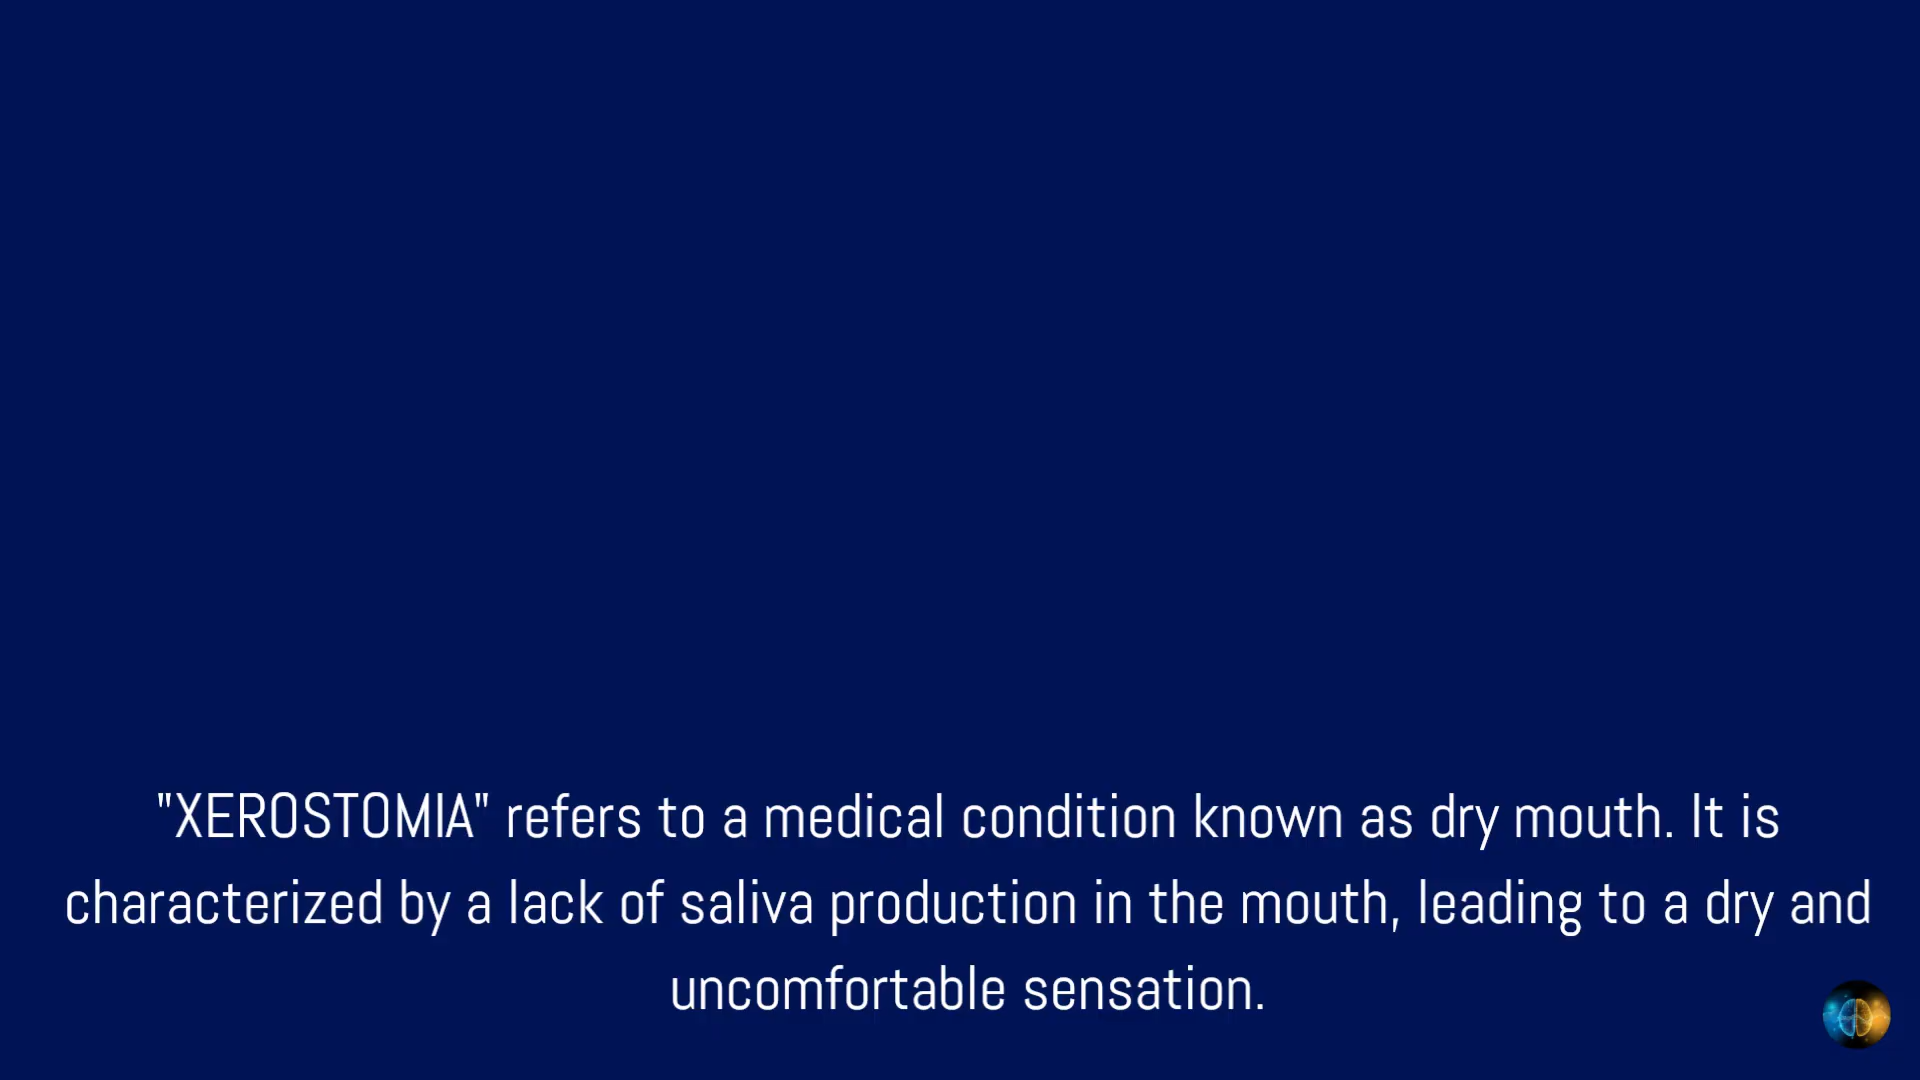 "XEROSTOMIA" refers to a medical condition known as dry mouth. It is
characterized by a lack of saliva production in the mouth, leading to a dry and
uncomfortable sensation.